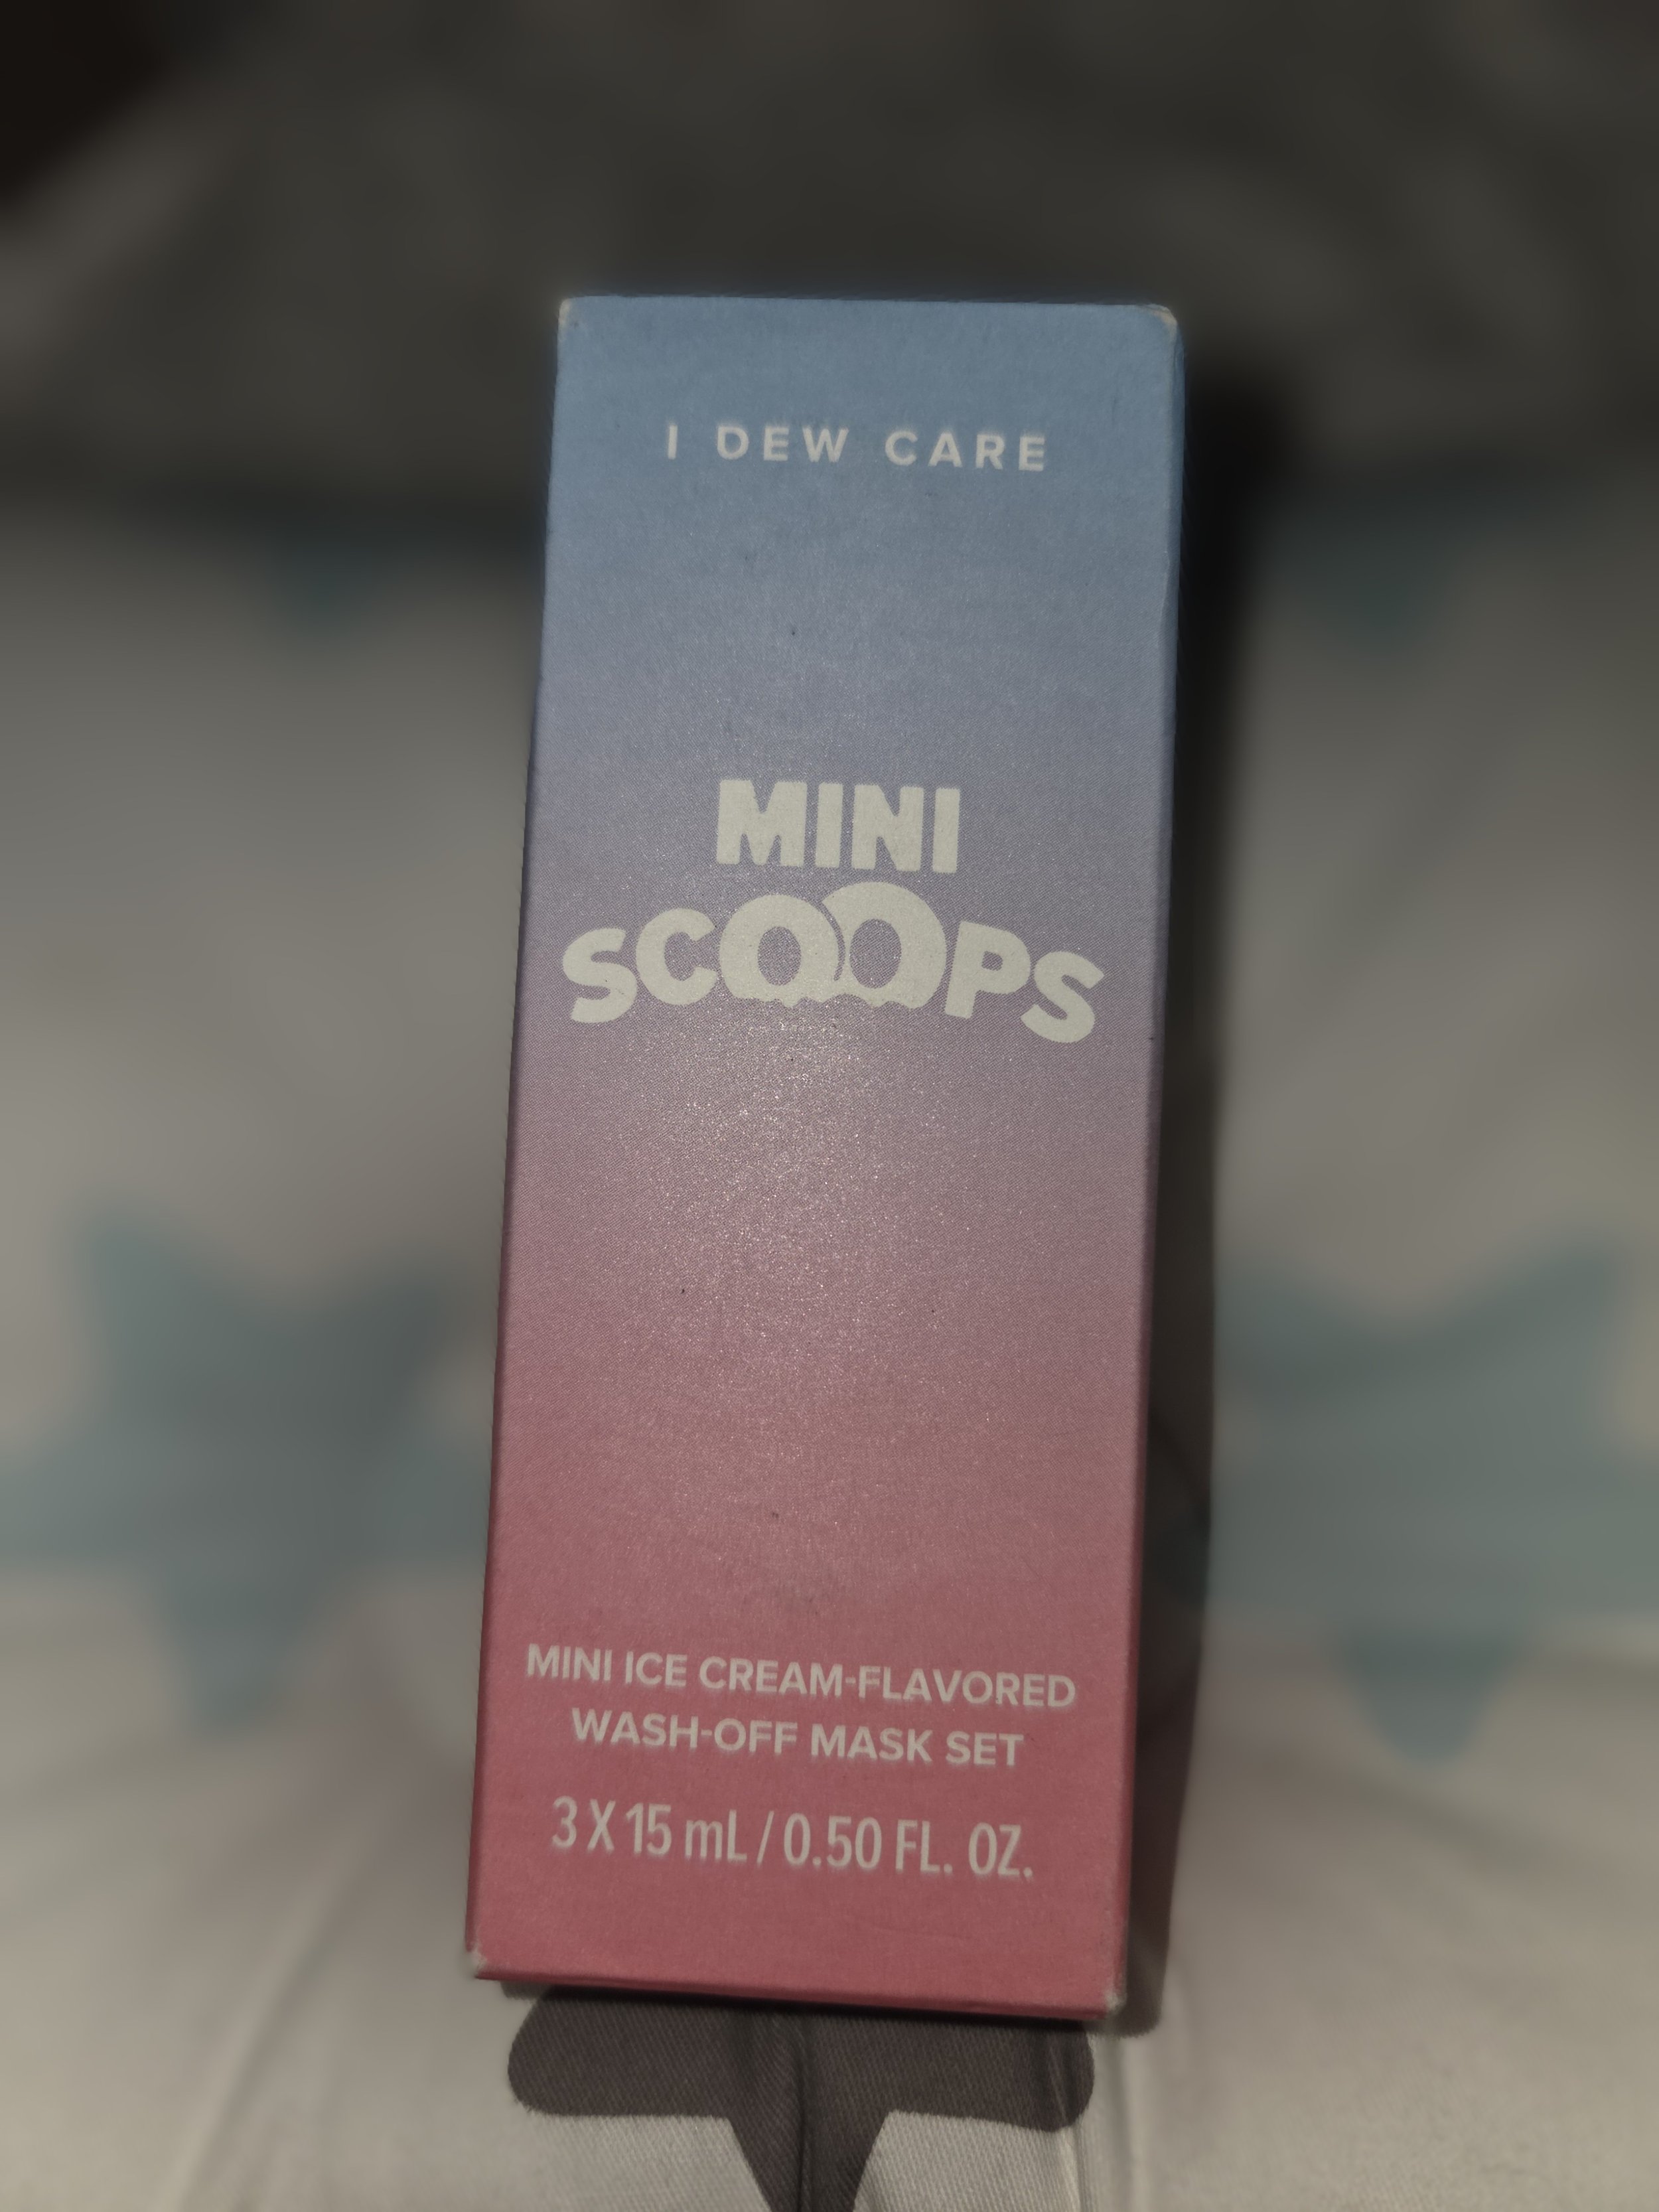 I DEW CARE
MINI
SCOOPS
MINI ICE CREAM-FLAVORED
WASH-OFF MASK SET
3 X 15 mL / 0.50 FL. OZ.